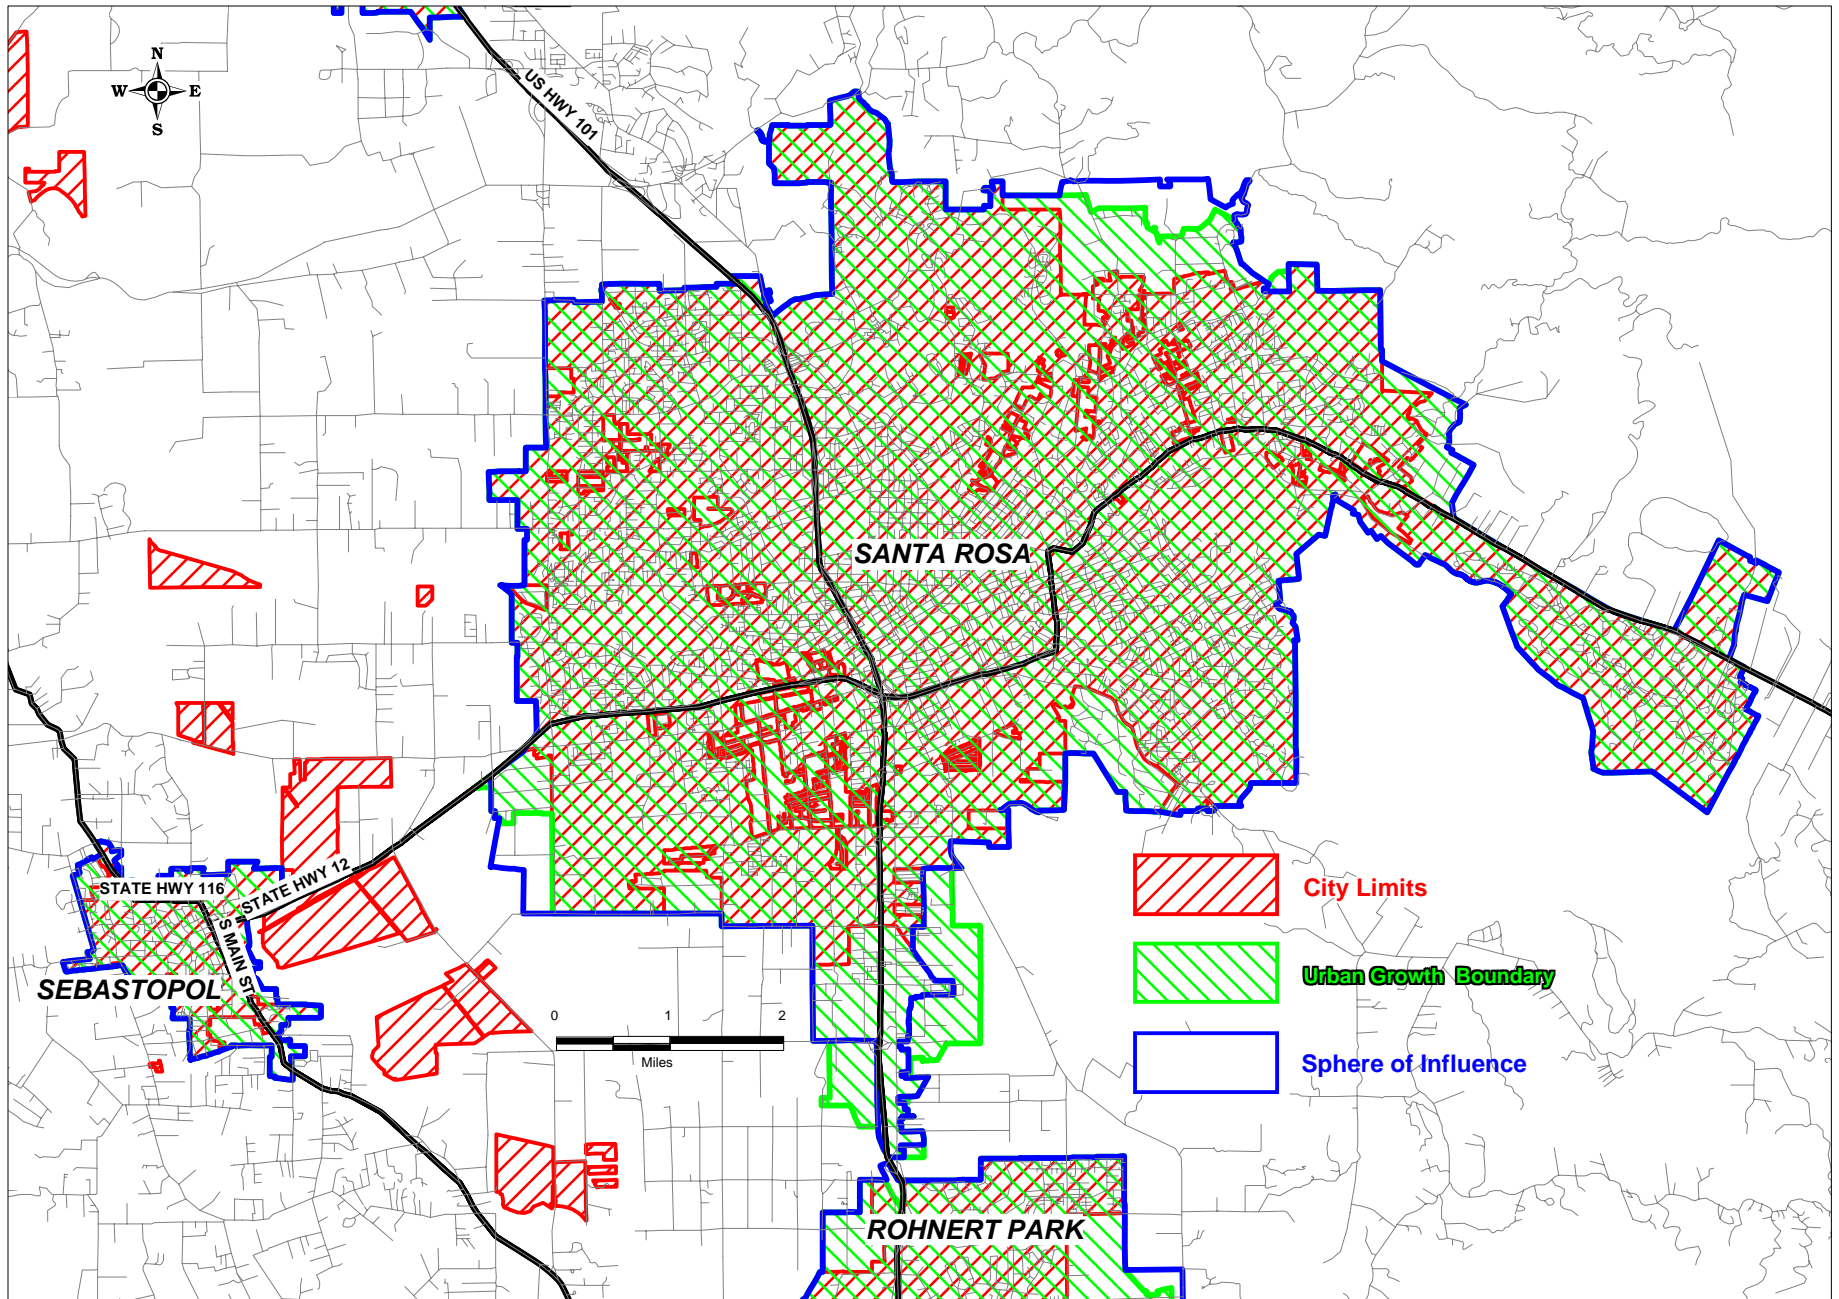 N
W E
S
US HWY 101
SANTA ROSA
STATE HWY 116
STATE HWY 12
S MAIN ST
SEBASTOPOL
0 1 2
Miles
City Limits
Urban Growth Boundary
Sphere of Influence
ROHNERT PARK